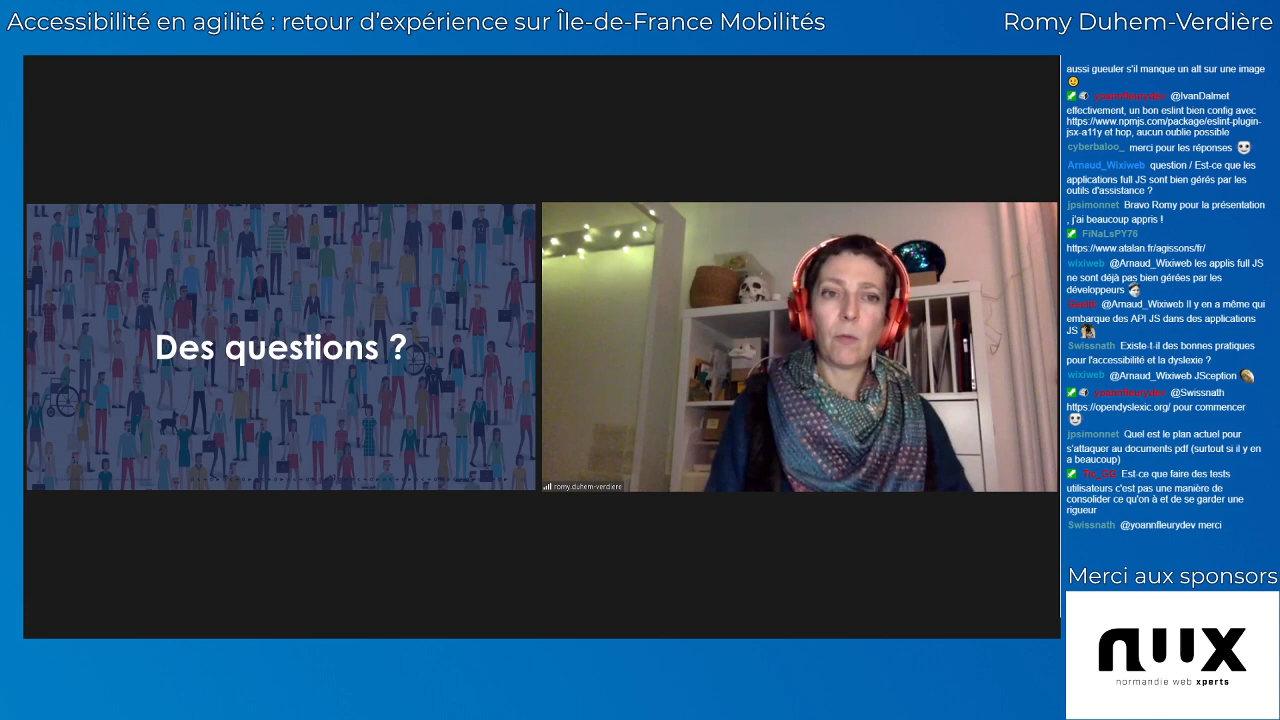 Accessibilité en agilité : retour d'expérience sur Île-de-France Mobilités
Romy Duhem-Verdière
Des questions ?
romy.duhem-verdiere
aussi gueuler s'il manque un alt sur une image
yoannfleurydev @IvanDalmet
effectivement, un bon eslint bien config avec
https://www.npmjs.com/package/eslint-plugin-
jsx-a11y et hop, aucun oublie possible
cyberbaloo_ merci pour les réponses
Arnaud_Wixiweb question / Est-ce que les
applications full JS sont bien gérés par les
outils d'assistance ?
jpsimonnet Bravo Romy pour la présentation
, j'ai beaucoup appris !
FiNaLsPY76
https://www.atalan.fr/agissons/fr/
wixiweb @Arnaud_Wixiweb les applis full JS
ne sont déjà pas bien gérées par les
développeurs
@Arnaud_Wixiweb Il y en a même qui
embarque des API JS dans des applications
JS
Swissnath Existe-t-il des bonnes pratiques
pour l'accessibilité et la dyslexie ?
wixiweb @Arnaud_Wixiweb JSception
yoannfleurydev @Swissnath
https://opendyslexic.org/ pour commencer
jpsimonnet Quel est le plan actuel pour
s'attaquer au documents pdf (surtout si il y en
a beaucoup)
Est-ce que faire des tests
utilisateurs c'est pas une manière de
consolider ce qu'on à et de se garder une
rigueur
Swissnath @yoannfleurydev merci
Merci aux sponsors
nwx
normandie web xperts